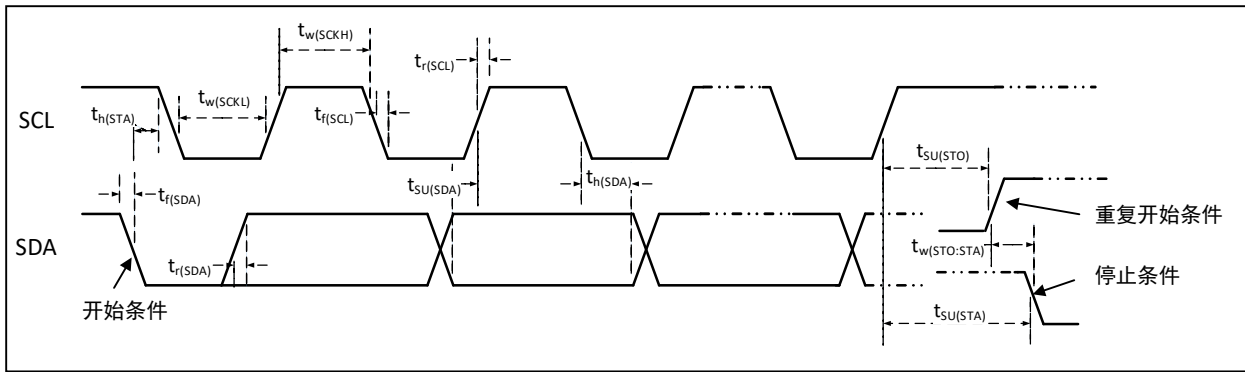 tw(SCKH)
tr(SCL)
SCL
th(STA)
tw(SCKL)
tf(SCL)
tSU(STO)
tf(SDA)
tSU(SDA)
th(SDA)
重复开始条件
SDA
tw(STO:STA)
tr(SDA)
停止条件
开始条件
tSU(STA)